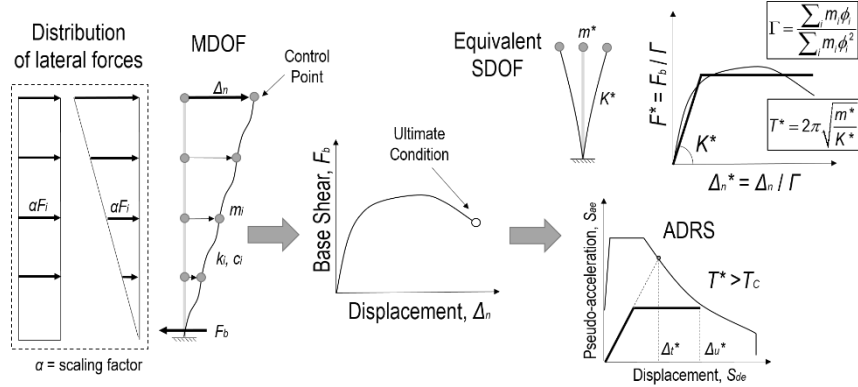 Distribution
of lateral forces
αFi
αFi
α = scaling factor
MDOF
Δn
Control
Point
mi
ki, ci
Fb
Base Shear, Fb
Ultimate
Condition
Displacement, Δn
Equivalent
SDOF
m*
K*
F* = Fb / Γ
Γ = ∑i miϕi / ∑i miϕi²
T* = 2π√(m*/K*)
K*
Δn* = Δn / Γ
ADRS
Pseudo-acceleration, Sae
T* > TC
Δt*
Δu*
Displacement, Sde